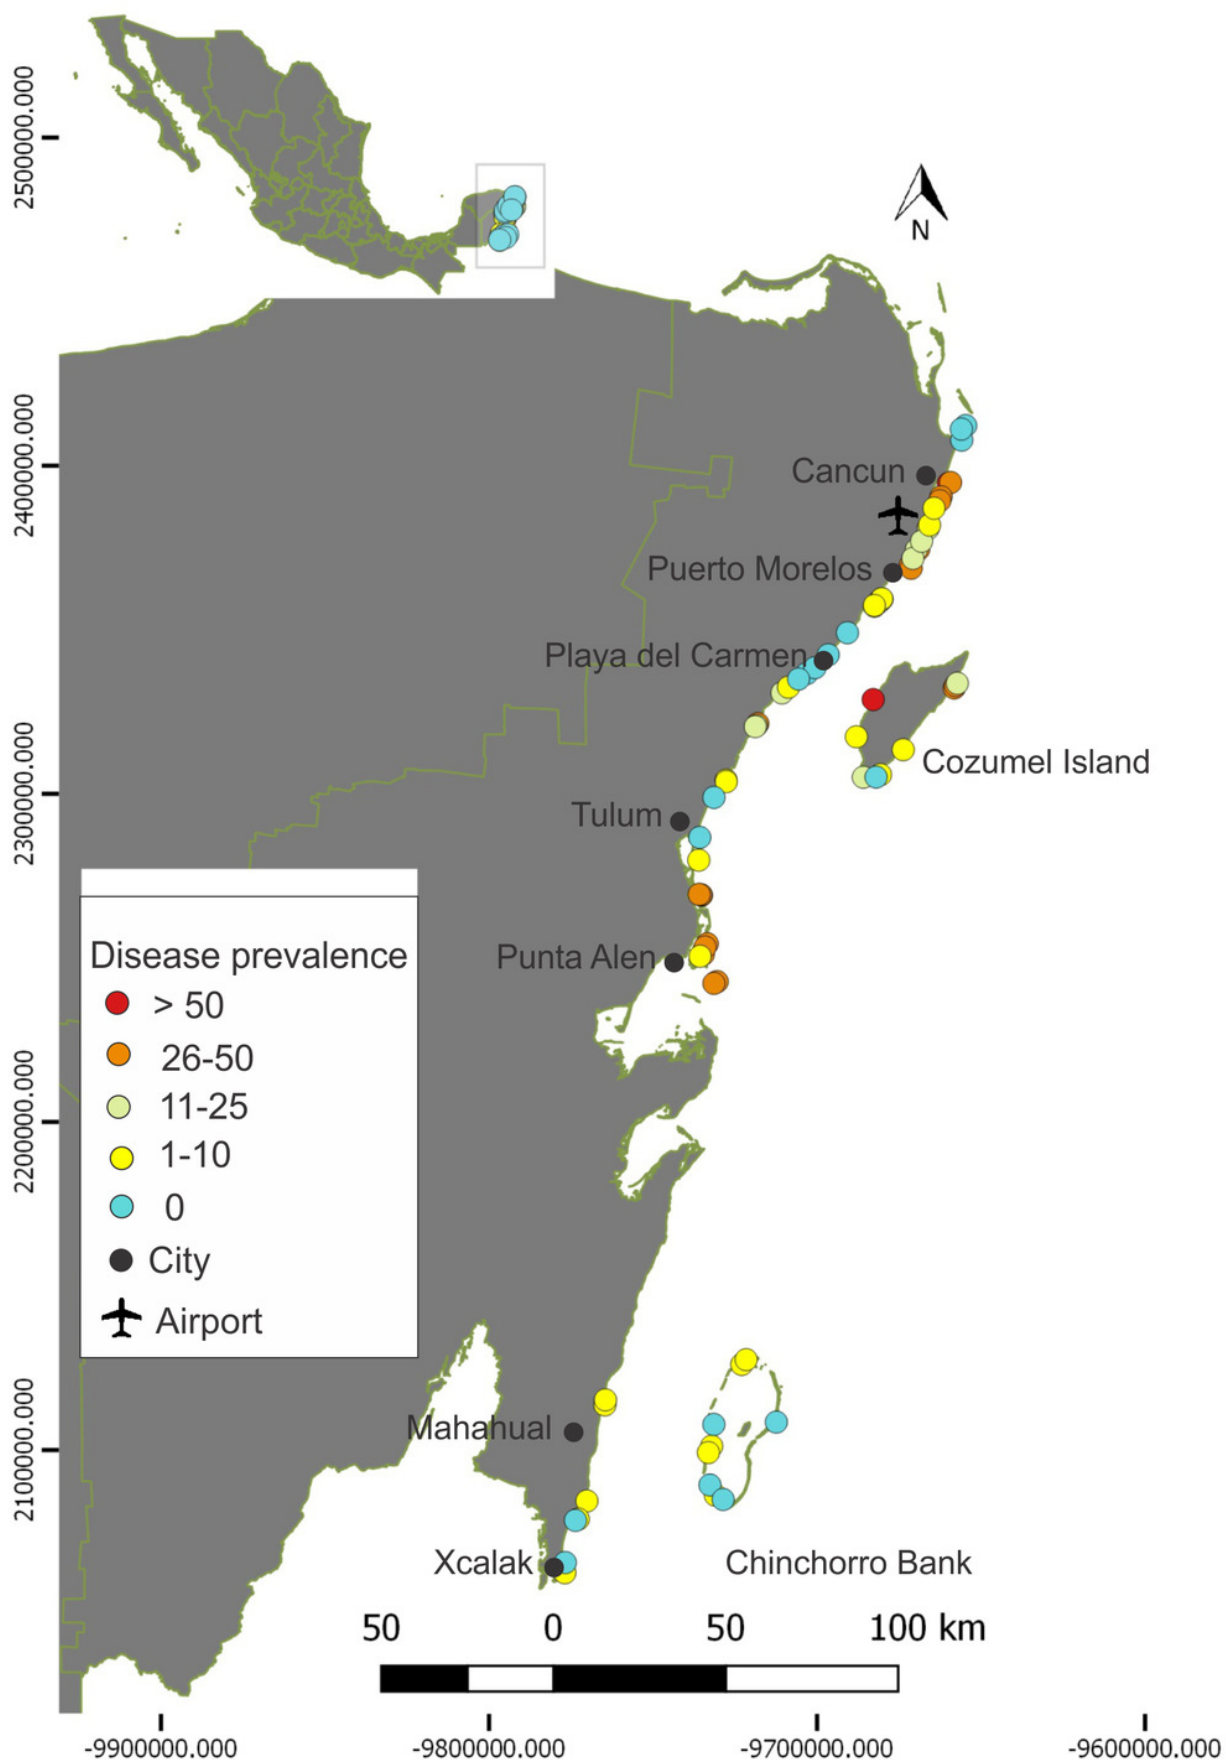 2500000.000
N
2400000.000
Cancun
Puerto Morelos
Playa del Carmen
Cozumel Island
2300000.000
Tulum
Disease prevalence
> 50
26-50
11-25
1-10
0
City
Airport
Punta Alen
2200000.000
2100000.000
Mahahual
Xcalak
Chinchorro Bank
50 0 50 100 km
-9900000.000 -9800000.000 -9700000.000 -9600000.000